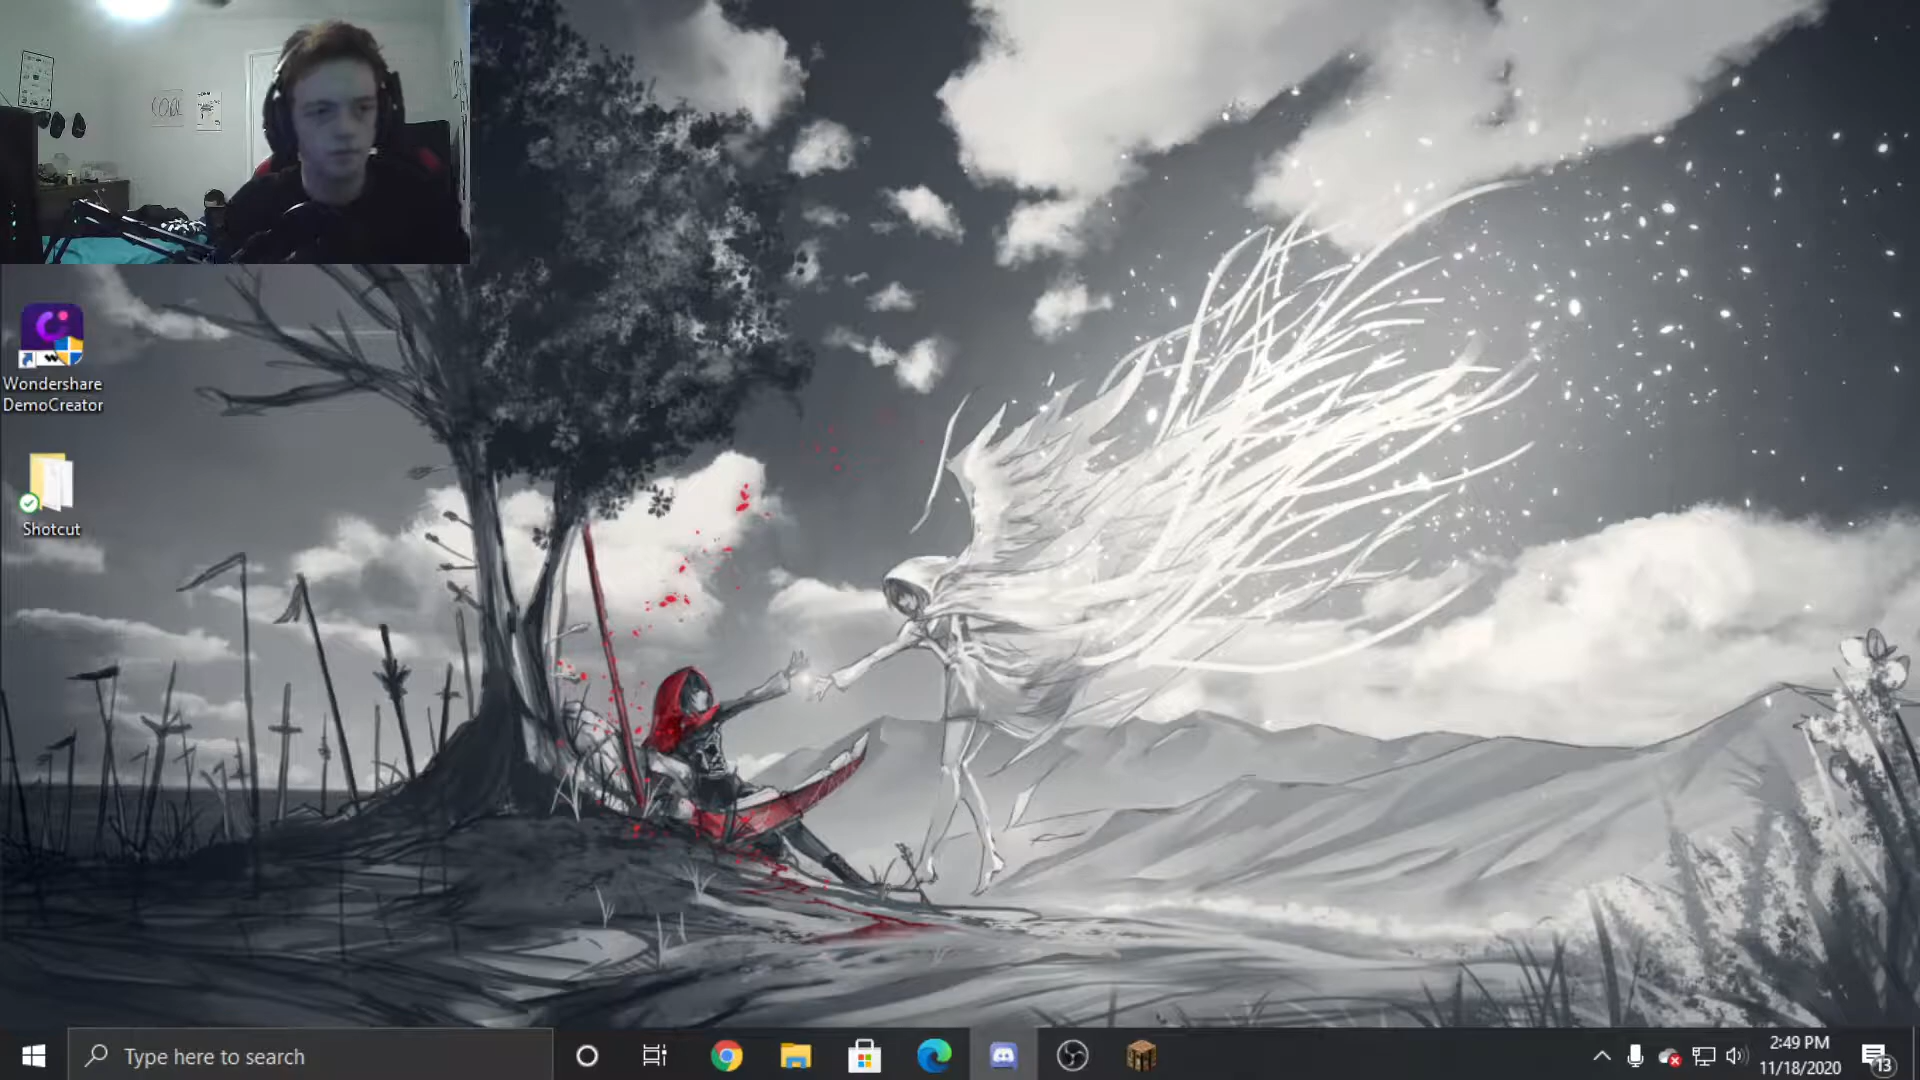 Wondershare
DemoCreator
Shotcut
Type here to search
2:49 PM
11/18/2020
13